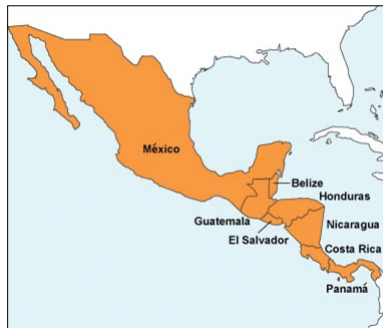 México
Belize
Honduras
Guatemala
Nicaragua
El Salvador
Costa Rica
Panamá